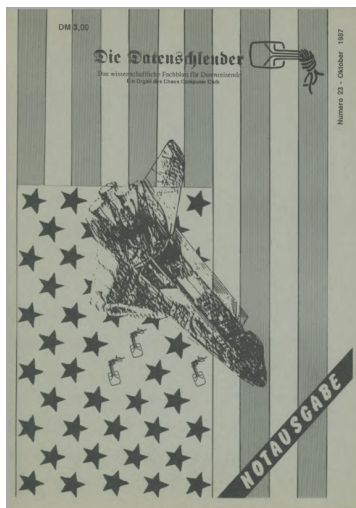 DM 3,00
Die Datenschleuder
Das wissenschaftliche Fachblatt für Datenreisende
Ein Organ des Chaos Computer Club
Numero 23 - Oktober 1987
NOTAUSGABE